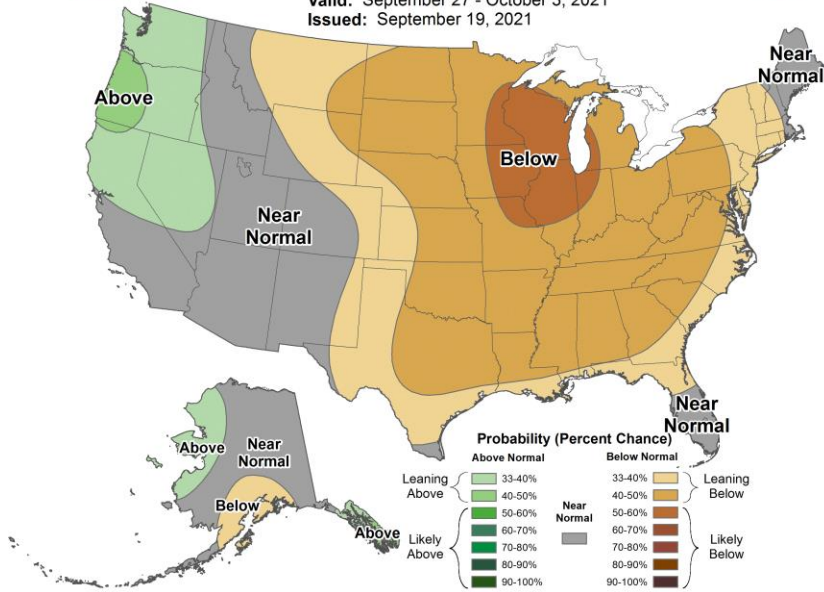 Valid: September 27 - October 3, 2021
Issued: September 19, 2021
Near
Normal
Above
Below
Near
Normal
Near
Normal
Above
Near
Normal
Below
Above
Probability (Percent Chance)
Above Normal
Below Normal
Leaning
Above
33-40%
40-50%
Likely
Above
50-60%
60-70%
70-80%
80-90%
90-100%
Near
Normal
33-40%
40-50%
Leaning
Below
50-60%
60-70%
70-80%
80-90%
90-100%
Likely
Below